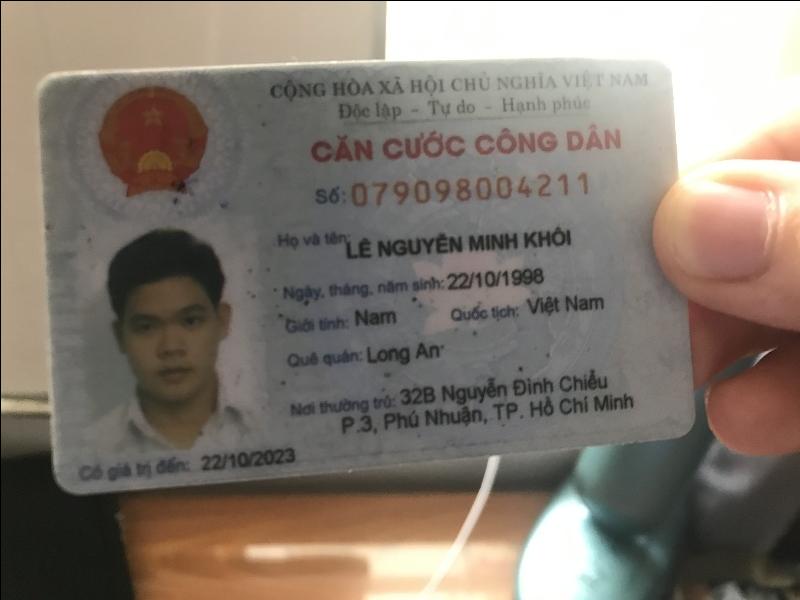 CỘNG HÒA XÃ HỘI CHỦ NGHĨA VIỆT NAM
Độc lập - Tự do - Hạnh phúc
CĂN CƯỚC CÔNG DÂN
Số: 079098004211
Họ và tên: LÊ NGUYỄN MINH KHÔI
Ngày, tháng, năm sinh: 22/10/1998
Giới tính: Nam Quốc tịch: Việt Nam
Quê quán: Long An
Nơi thường trú: 32B Nguyễn Đình Chiểu
P.3, Phú Nhuận, TP. Hồ Chí Minh
Có giá trị đến: 22/10/2023